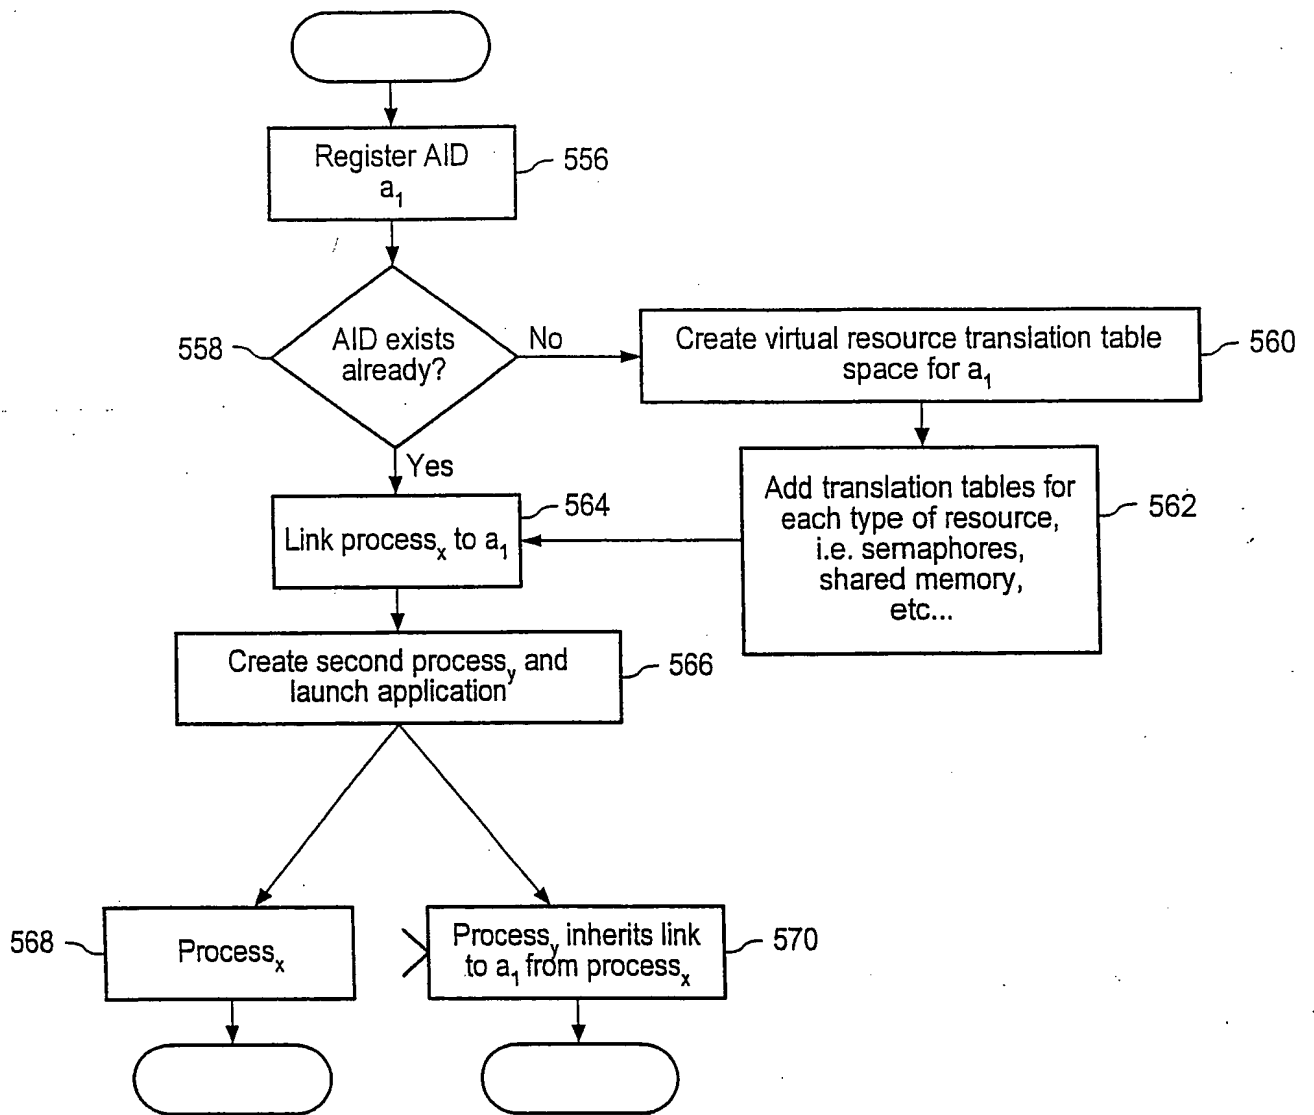 Register AID
a₁
556
AID exists
already?
558
No
Yes
Create virtual resource translation table
space for a₁
560
Add translation tables for
each type of resource,
i.e. semaphores,
shared memory,
etc...
562
564
Link processₓ to a₁
Create second process_y and
launch application
566
568
Processₓ
Process_y inherits link
to a₁ from processₓ
570